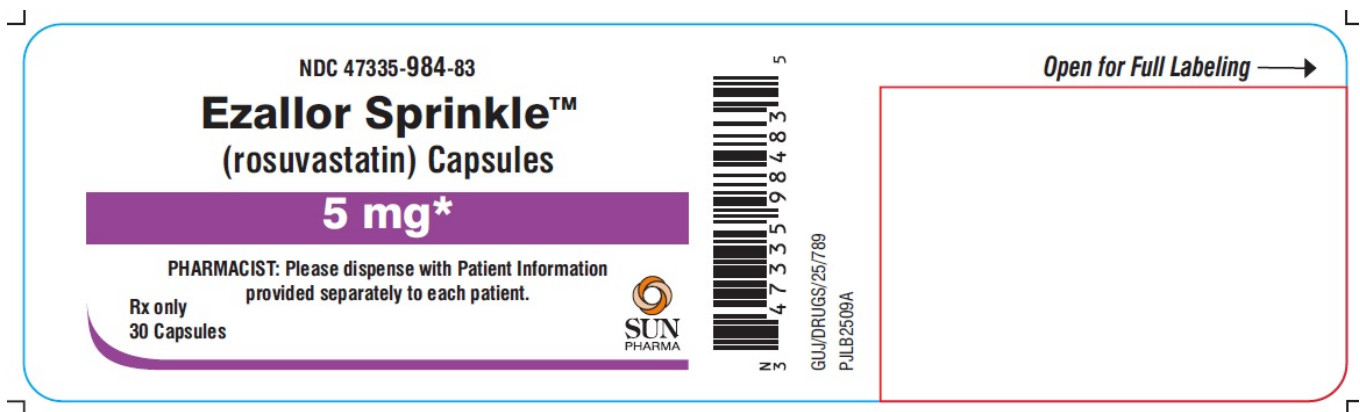 NDC 47335-984-83
Ezallor Sprinkle™
(rosuvastatin) Capsules
5 mg*
PHARMACIST: Please dispense with Patient Information
provided separately to each patient.
Rx only
30 Capsules
SUN
PHARMA
N
3
47335 98483
5
GUJ/DRUGS/25/789
PJLB2509A
Open for Full Labeling